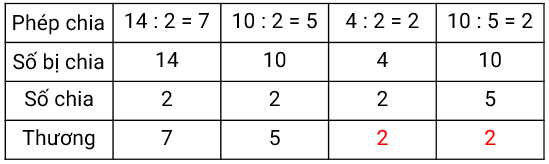 Phép chia 14 : 2 = 7 10 : 2 = 5 4 : 2 = 2 10 : 5 = 2
Số bị chia 14 10 4 10
Số chia 2 2 2 5
Thương 7 5 2 2